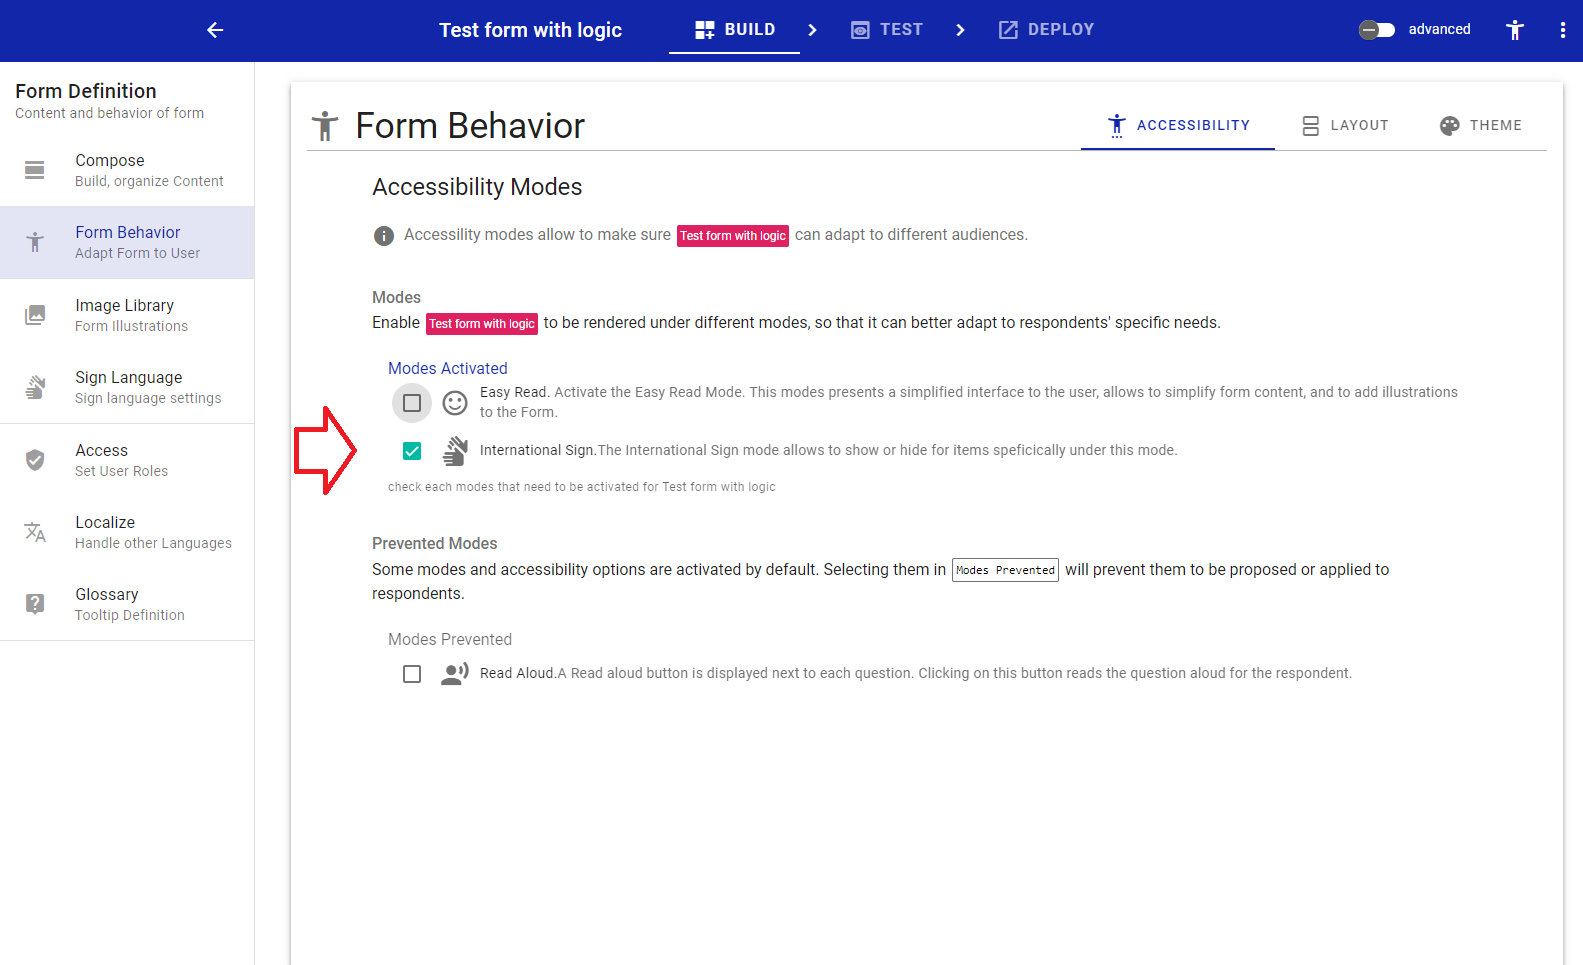 Test form with logic
BUILD
TEST
DEPLOY
advanced
Form Definition
Content and behavior of form
Compose
Build, organize Content
Form Behavior
Adapt Form to User
Image Library
Form Illustrations
Sign Language
Sign language settings
Access
Set User Roles
Localize
Handle other Languages
Glossary
Tooltip Definition
Form Behavior
ACCESSIBILITY
LAYOUT
THEME
Accessibility Modes
Accessility modes allow to make sure Test form with logic can adapt to different audiences.
Modes
Enable Test form with logic to be rendered under different modes, so that it can better adapt to respondents' specific needs.
Modes Activated
Easy Read. Activate the Easy Read Mode. This modes presents a simplified interface to the user, allows to simplify form content, and to add illustrations
to the Form.
International Sign.The International Sign mode allows to show or hide for items speficically under this mode.
check each modes that need to be activated for Test form with logic
Prevented Modes
Some modes and accessibility options are activated by default. Selecting them in Modes Prevented will prevent them to be proposed or applied to
respondents.
Modes Prevented
Read Aloud.A Read aloud button is displayed next to each question. Clicking on this button reads the question aloud for the respondent.